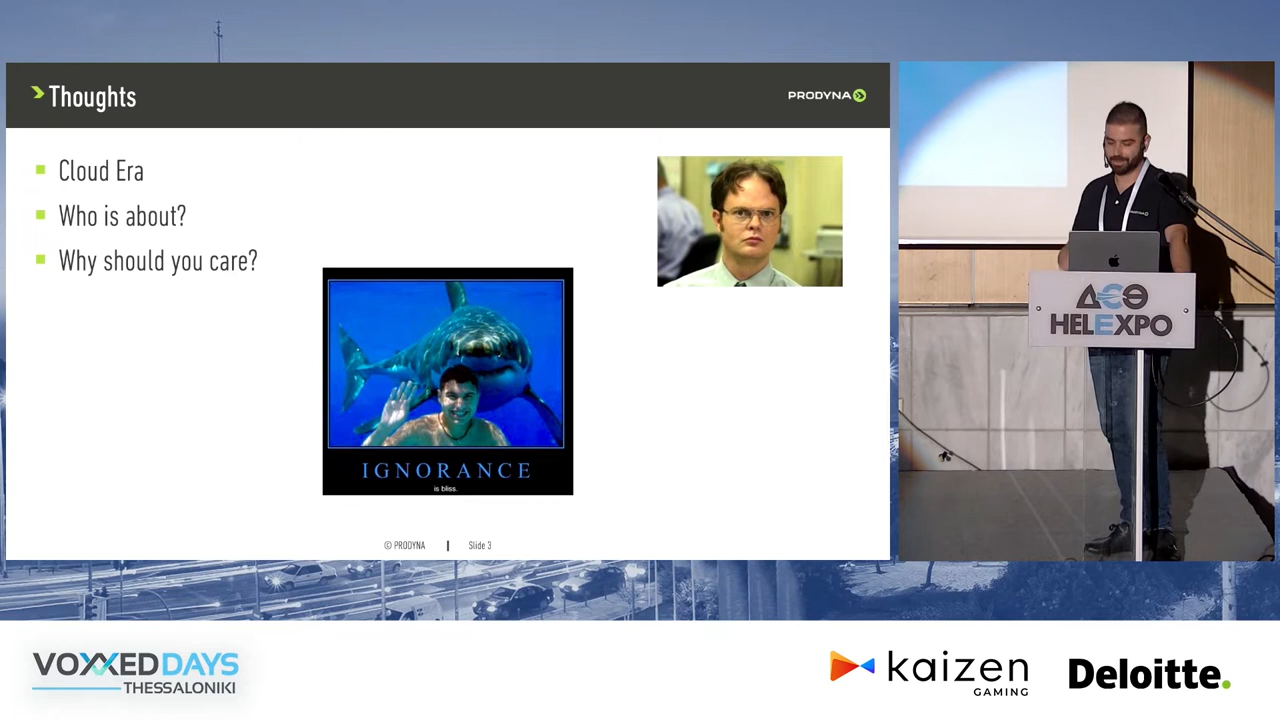 Thoughts
PRODYNA
Cloud Era
Who is about?
Why should you care?
IGNORANCE
is bliss.
© PRODYNA | Slide 3
PRODYNA
ΔΕΘ
HELEXPO
VOXXED DAYS
THESSALONIKI
kaizen
GAMING
Deloitte.